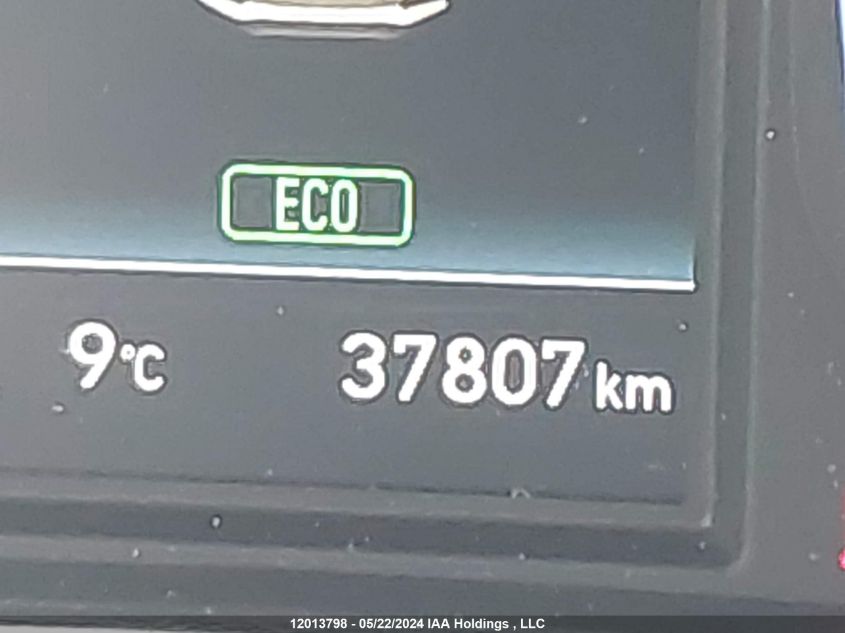 ECO
9°C 37807 km
12013798 - 05/22/2024 IAA Holdings , LLC